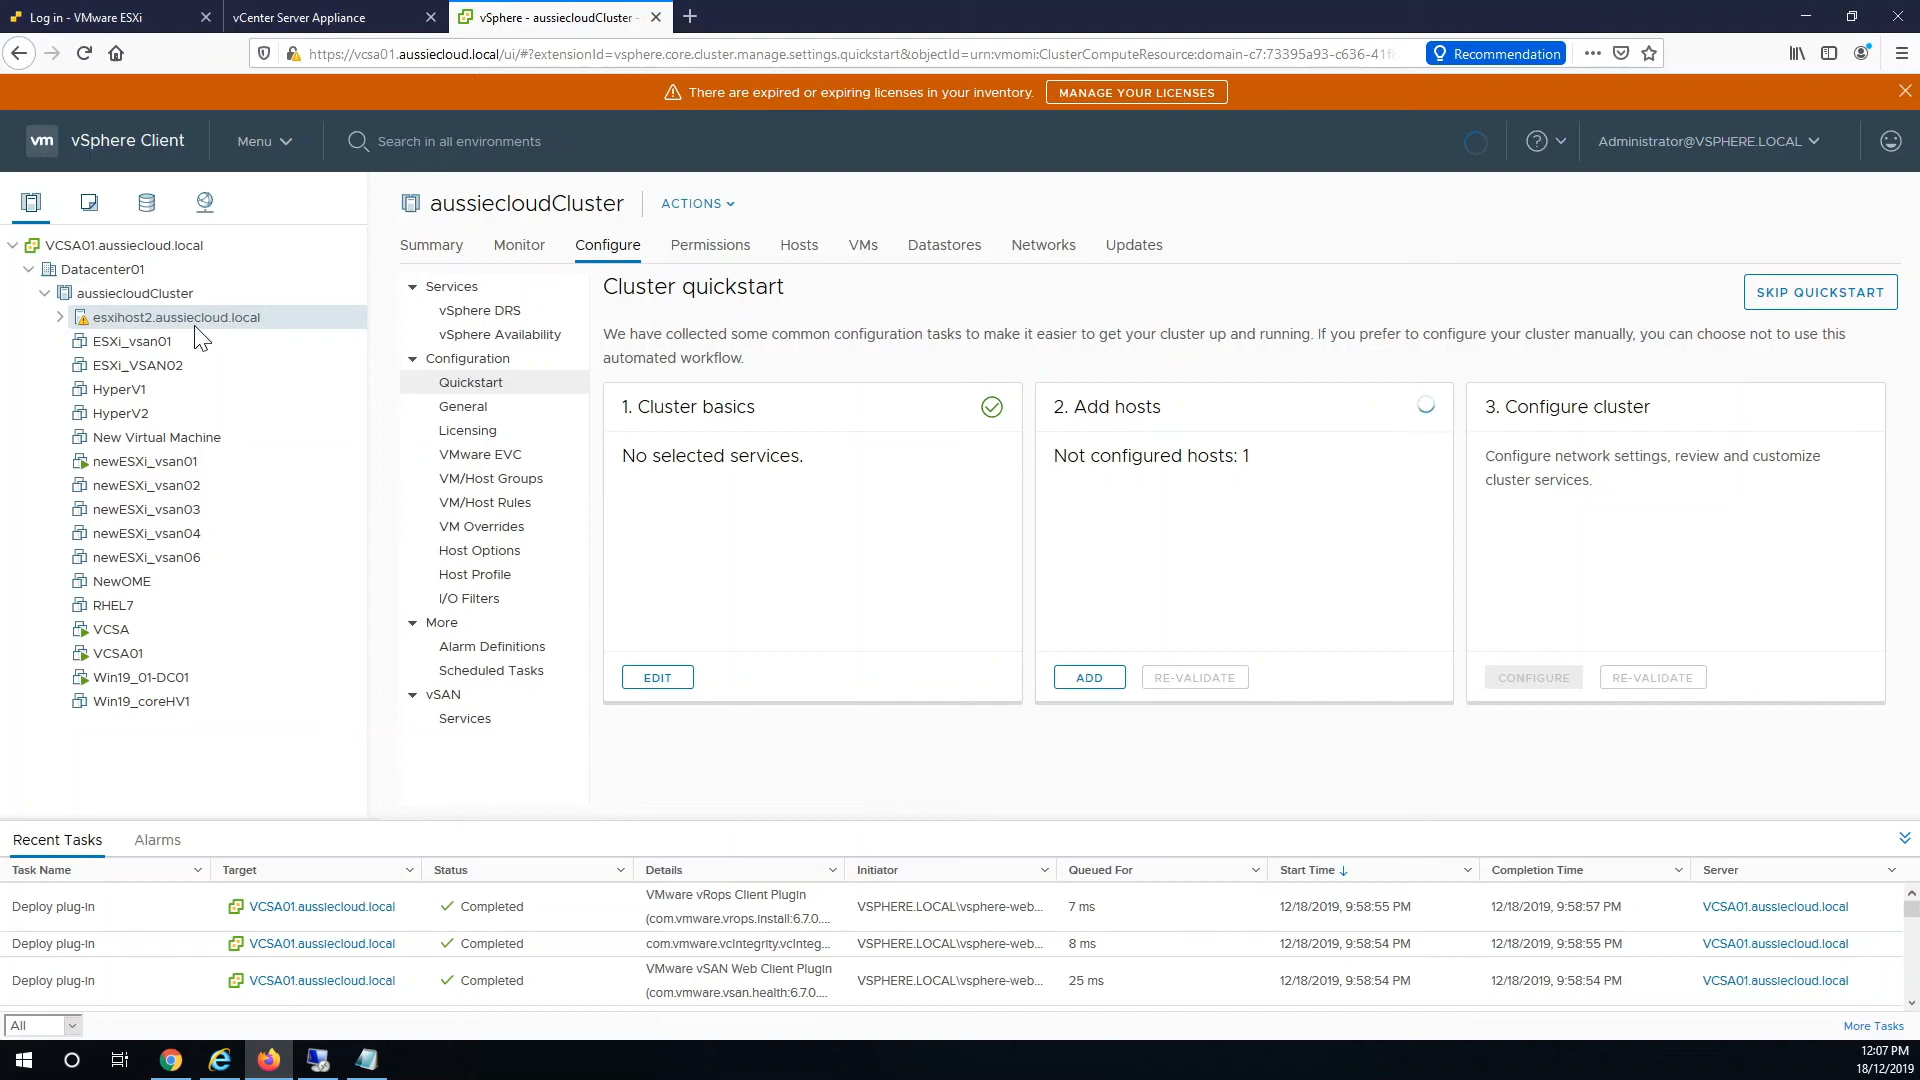 Log in - VMware ESXi
vCenter Server Appliance
vSphere - aussiecloudCluster -
https://vcsa01.aussiecloud.local/ui/#?extensionId=vsphere.core.cluster.manage.settings.quickstart&objectId=urn:vmomi:ClusterComputeResource:domain-c7:73395a93-c636-41f
Recommendation
There are expired or expiring licenses in your inventory.
MANAGE YOUR LICENSES
vm
vSphere Client
Menu
Search in all environments
?
Administrator@VSPHERE.LOCAL
VCSA01.aussiecloud.local
Datacenter01
aussiecloudCluster
esxihost2.aussiecloud.local
ESXi_vsan01
ESXi_VSAN02
HyperV1
HyperV2
New Virtual Machine
newESXi_vsan01
newESXi_vsan02
newESXi_vsan03
newESXi_vsan04
newESXi_vsan06
NewOME
RHEL7
VCSA
VCSA01
Win19_01-DC01
Win19_coreHV1
aussiecloudCluster
ACTIONS
Summary
Monitor
Configure
Permissions
Hosts
VMs
Datastores
Networks
Updates
Services
vSphere DRS
vSphere Availability
Configuration
Quickstart
General
Licensing
VMware EVC
VM/Host Groups
VM/Host Rules
VM Overrides
Host Options
Host Profile
I/O Filters
More
Alarm Definitions
Scheduled Tasks
vSAN
Services
Cluster quickstart
SKIP QUICKSTART
We have collected some common configuration tasks to make it easier to get your cluster up and running. If you prefer to configure your cluster manually, you can choose not to use this
automated workflow.
1. Cluster basics
No selected services.
EDIT
2. Add hosts
Not configured hosts: 1
ADD
RE-VALIDATE
3. Configure cluster
Configure network settings, review and customize
cluster services.
CONFIGURE
RE-VALIDATE
Recent Tasks
Alarms
Task Name
Target
Status
Details
Initiator
Queued For
Start Time
Completion Time
Server
Deploy plug-in
VCSA01.aussiecloud.local
Completed
VMware vRops Client Plugin
(com.vmware.vrops.install:6.7.0....
VSPHERE.LOCAL\vsphere-web...
7 ms
12/18/2019, 9:58:55 PM
12/18/2019, 9:58:57 PM
VCSA01.aussiecloud.local
Deploy plug-in
VCSA01.aussiecloud.local
Completed
com.vmware.vcIntegrity.vcInteg...
VSPHERE.LOCAL\vsphere-web...
8 ms
12/18/2019, 9:58:54 PM
12/18/2019, 9:58:55 PM
VCSA01.aussiecloud.local
Deploy plug-in
VCSA01.aussiecloud.local
Completed
VMware vSAN Web Client Plugin
(com.vmware.vsan.health:6.7.0....
VSPHERE.LOCAL\vsphere-web...
25 ms
12/18/2019, 9:58:54 PM
12/18/2019, 9:58:54 PM
VCSA01.aussiecloud.local
All
More Tasks
12:07 PM
18/12/2019